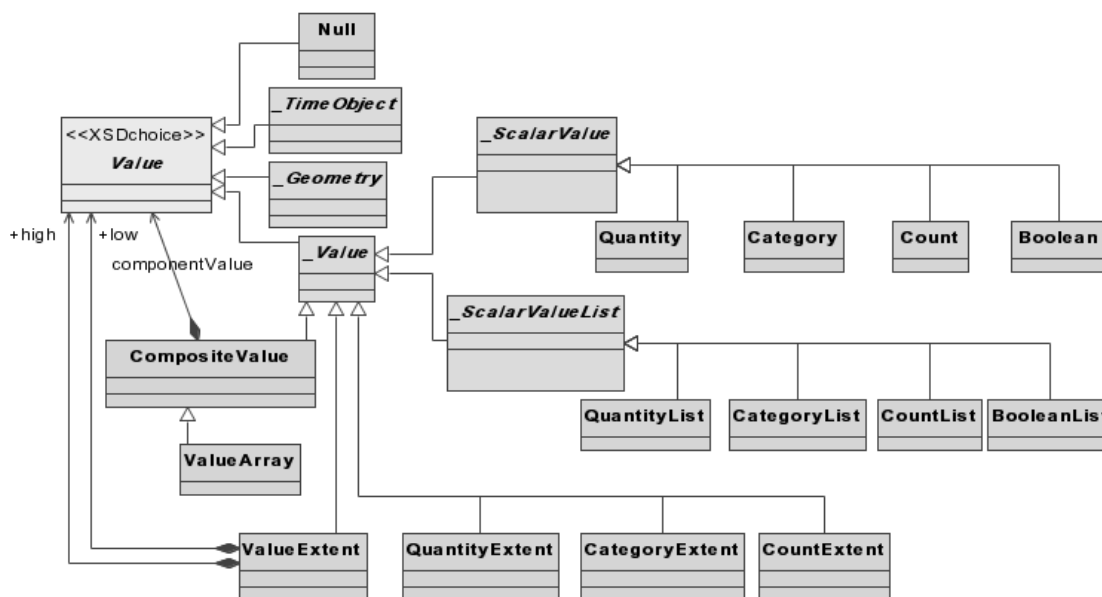 Null
_TimeObject
<<XSDchoice>>
Value
_ScalarValue
_Geometry
+high
+low
componentValue
_Value
Quantity
Category
Count
Boolean
_ScalarValueList
CompositeValue
QuantityList
CategoryList
CountList
BooleanList
ValueArray
ValueExtent
QuantityExtent
CategoryExtent
CountExtent